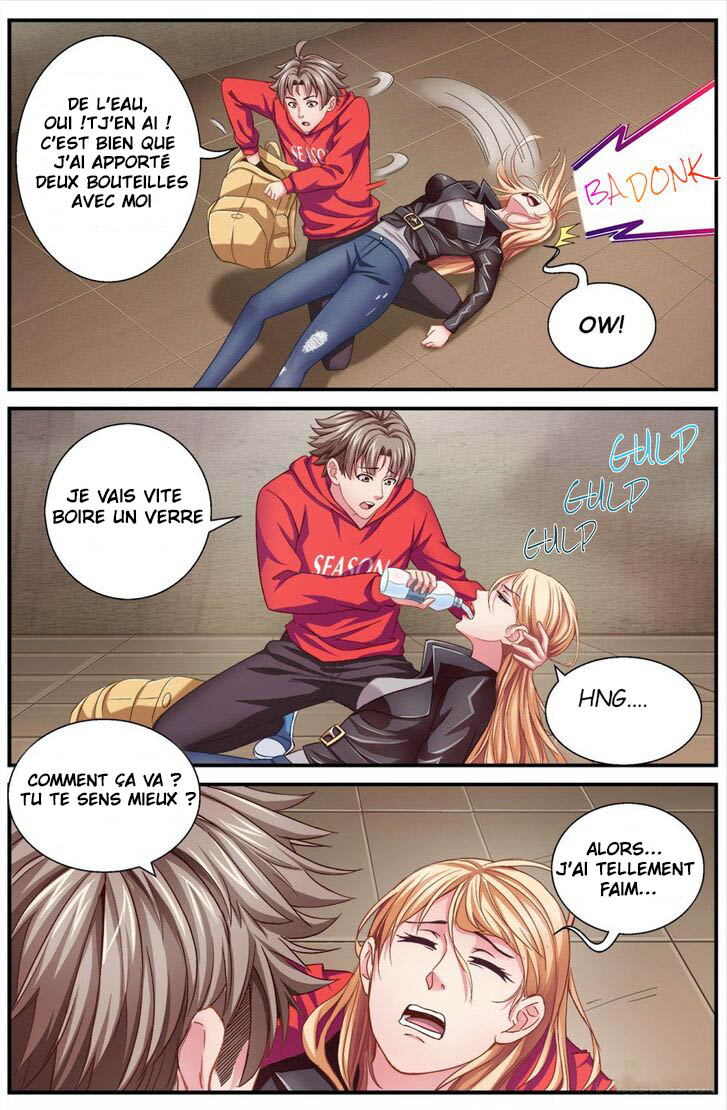 DE L'EAU,
OUI !TJ'EN AI !
C'EST BIEN QUE
J'AI APPORTÉ
DEUX BOUTEILLES
AVEC MOI
SEASON
BADONK
OW!
GULP
GULP
GULP
JE VAIS VITE
BOIRE UN VERRE
SEASON
HNG....
COMMENT ÇA VA ?
TU TE SENS MIEUX ?
ALORS...
J'AI TELLEMENT
FAIM...